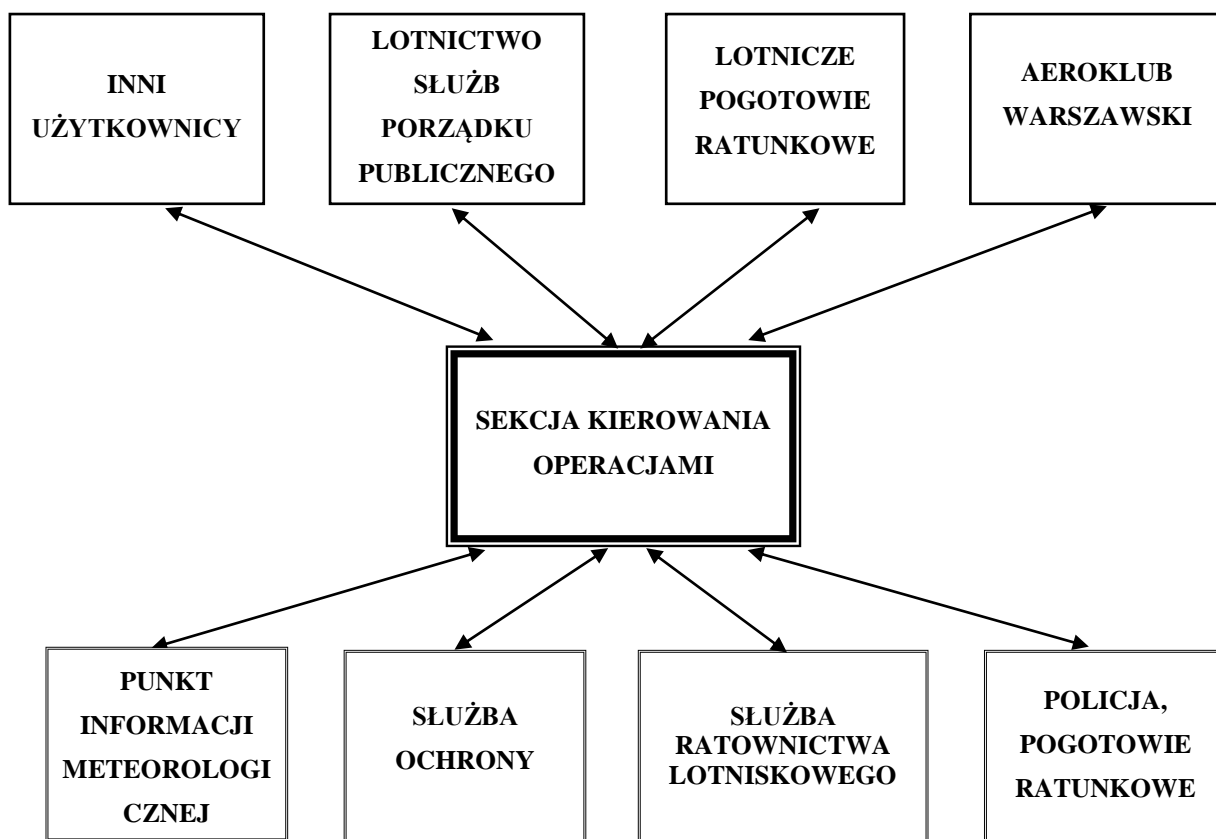 INNI
UŻYTKOWNICY
LOTNICTWO
SŁUŻB
PORZĄDKU
PUBLICZNEGO
LOTNICZE
POGOTOWIE
RATUNKOWE
AEROKLUB
WARSZAWSKI
SEKCJA KIEROWANIA
OPERACJAMI
PUNKT
INFORMACJI
METEOROLOGI
CZNEJ
SŁUŻBA
OCHRONY
SŁUŻBA
RATOWNICTWA
LOTNISKOWEGO
POLICJA,
POGOTOWIE
RATUNKOWE